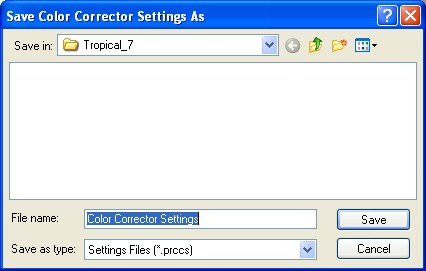 Save Color Corrector Settings As
Save in: Tropical_7
File name: Color Corrector Settings Save
Save as type: Settings Files (*.prccs) Cancel